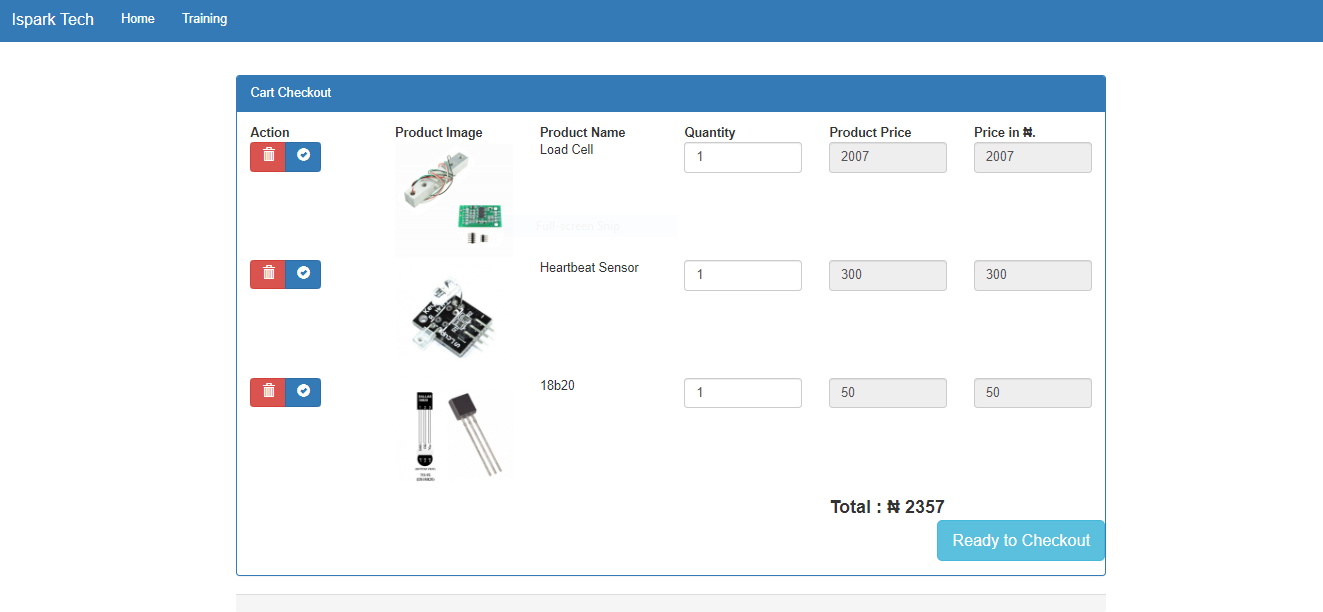 Ispark Tech Home Training
Cart Checkout
Action Product Image Product Name Quantity Product Price Price in ₦.
Load Cell 1 2007 2007
Full-screen Snip
Heartbeat Sensor 1 300 300
18b20 1 50 50
Total : ₦ 2357
Ready to Checkout